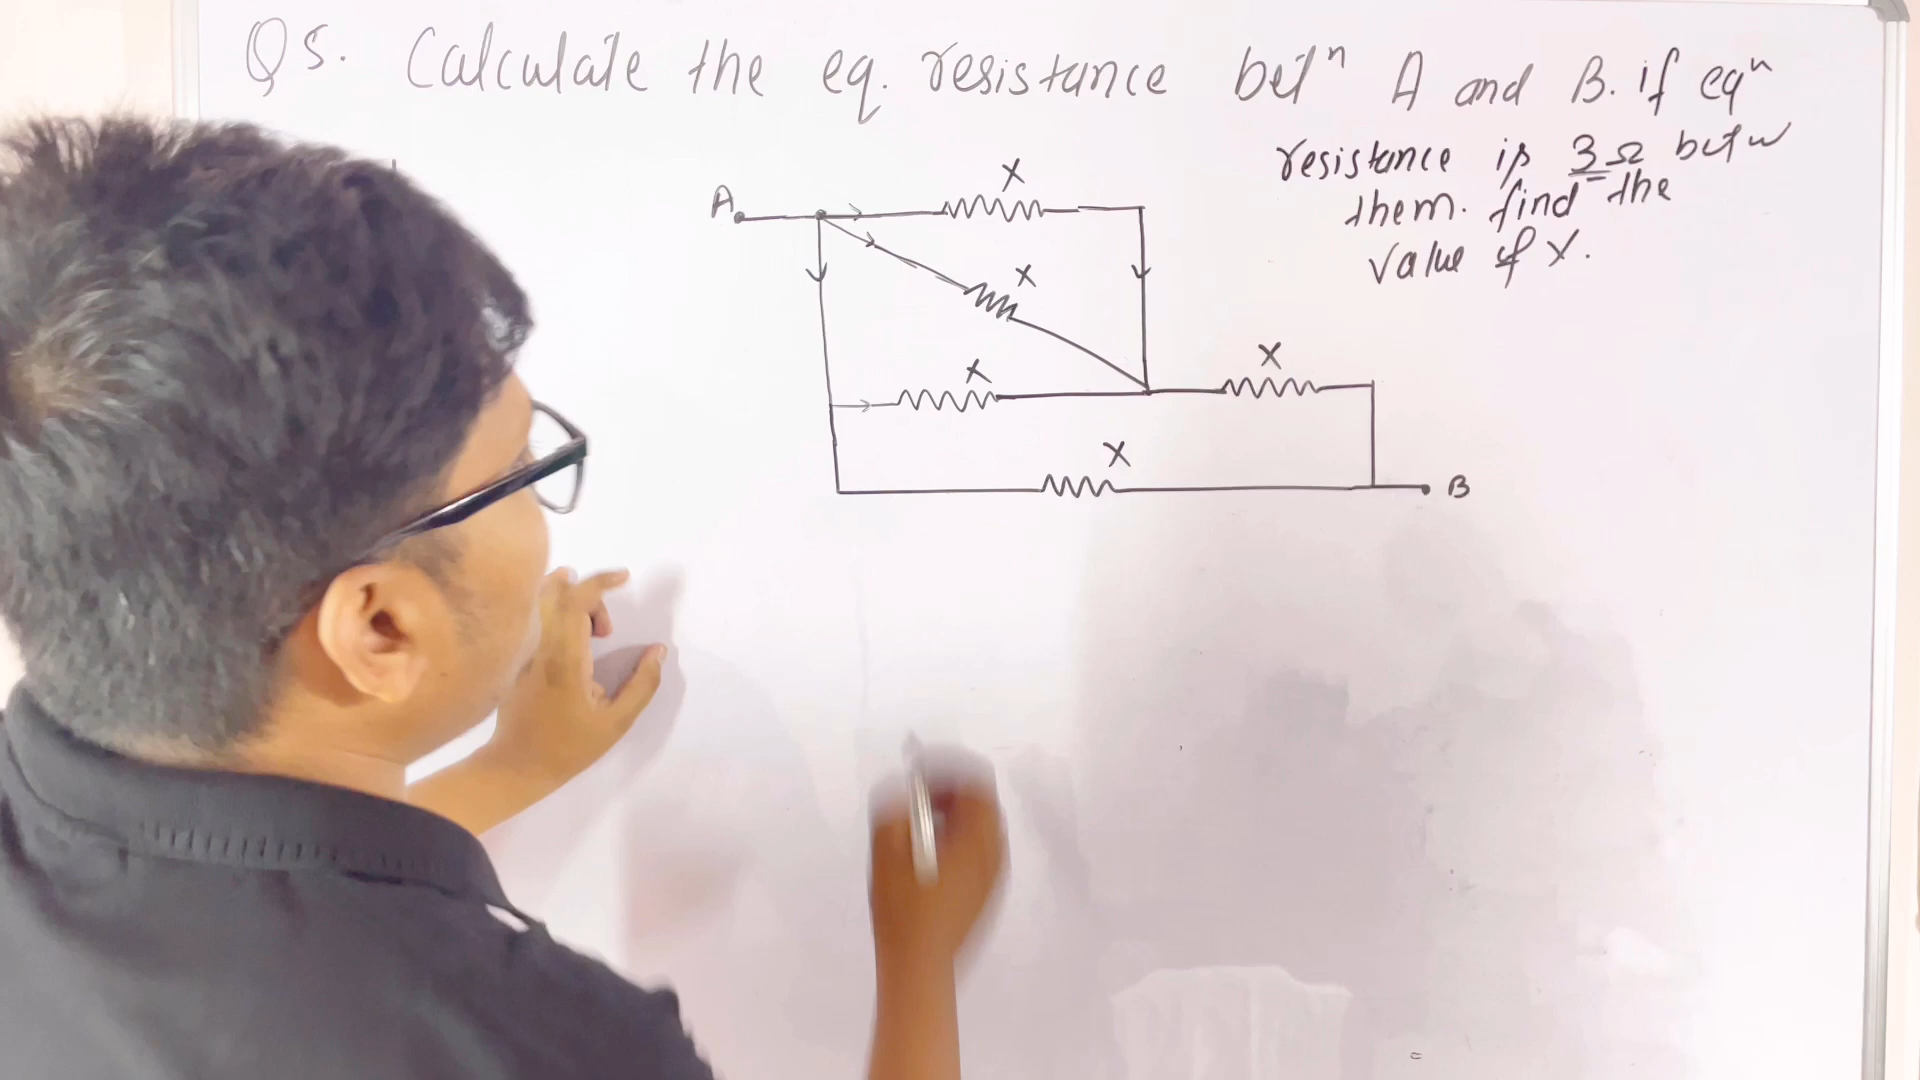 Q5. Calculate the eq. resistance betⁿ A and B. if eqⁿ
resistance is 3Ω betw
them. find the
value of X.
X
A
X
X
X
X
B